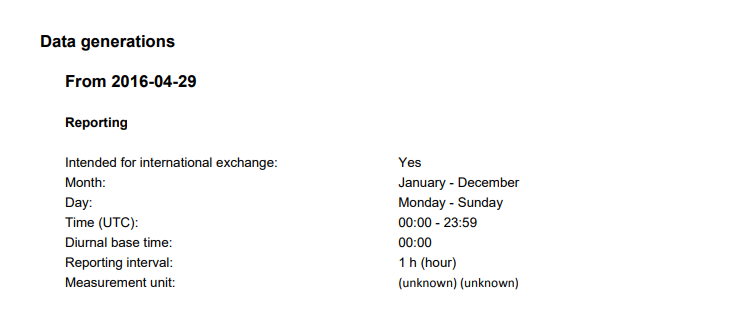 Data generations
From 2016-04-29
Reporting
Intended for international exchange: Yes
Month: January - December
Day: Monday - Sunday
Time (UTC): 00:00 - 23:59
Diurnal base time: 00:00
Reporting interval: 1 h (hour)
Measurement unit: (unknown) (unknown)